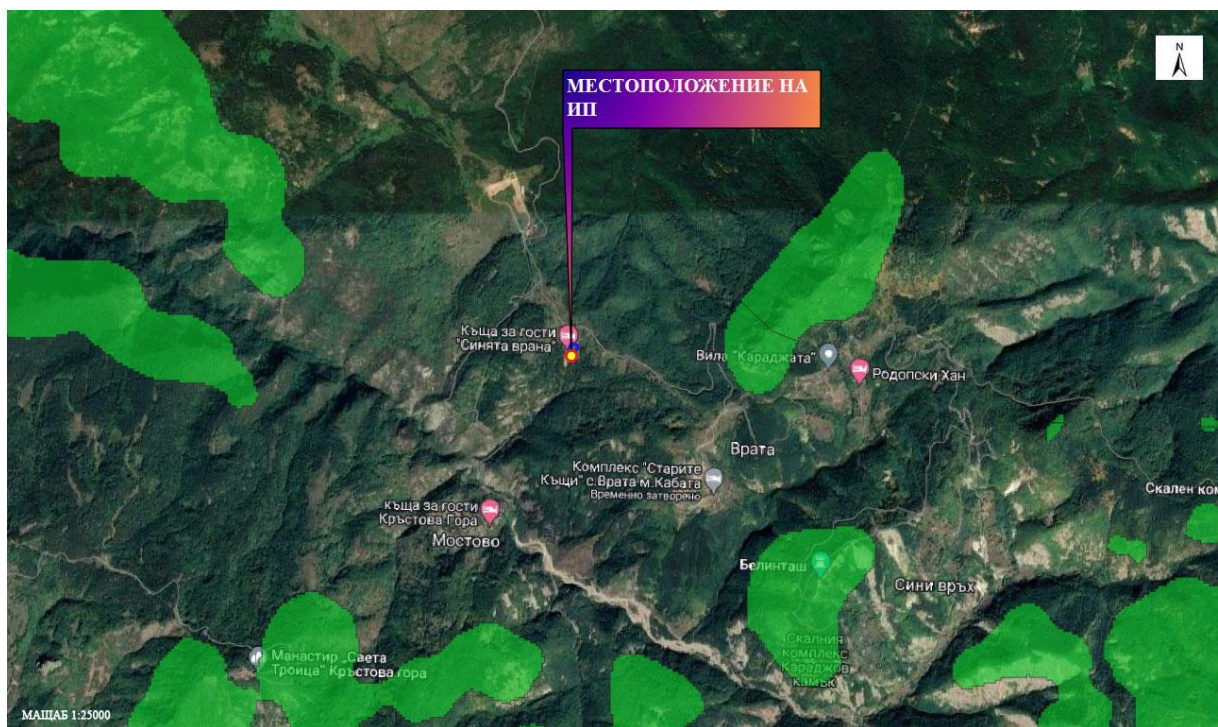 N
МЕСТОПОЛОЖЕНИЕ НА
ИП
Къща за гости
"Синята врана"
Вила "Караджата"
Родопски Хан
Врата
Комплекс "Старите
Къщи" с.Врата м.Кабата
Временно затворено
Скален ком
къща за гости
Кръстова Гора
Мостово
Белинташ
Сини връх
Скалния
комплекс
Караджов
камък
Манастир „Света
Троица" Кръстова гора
МАЩАБ 1:25000